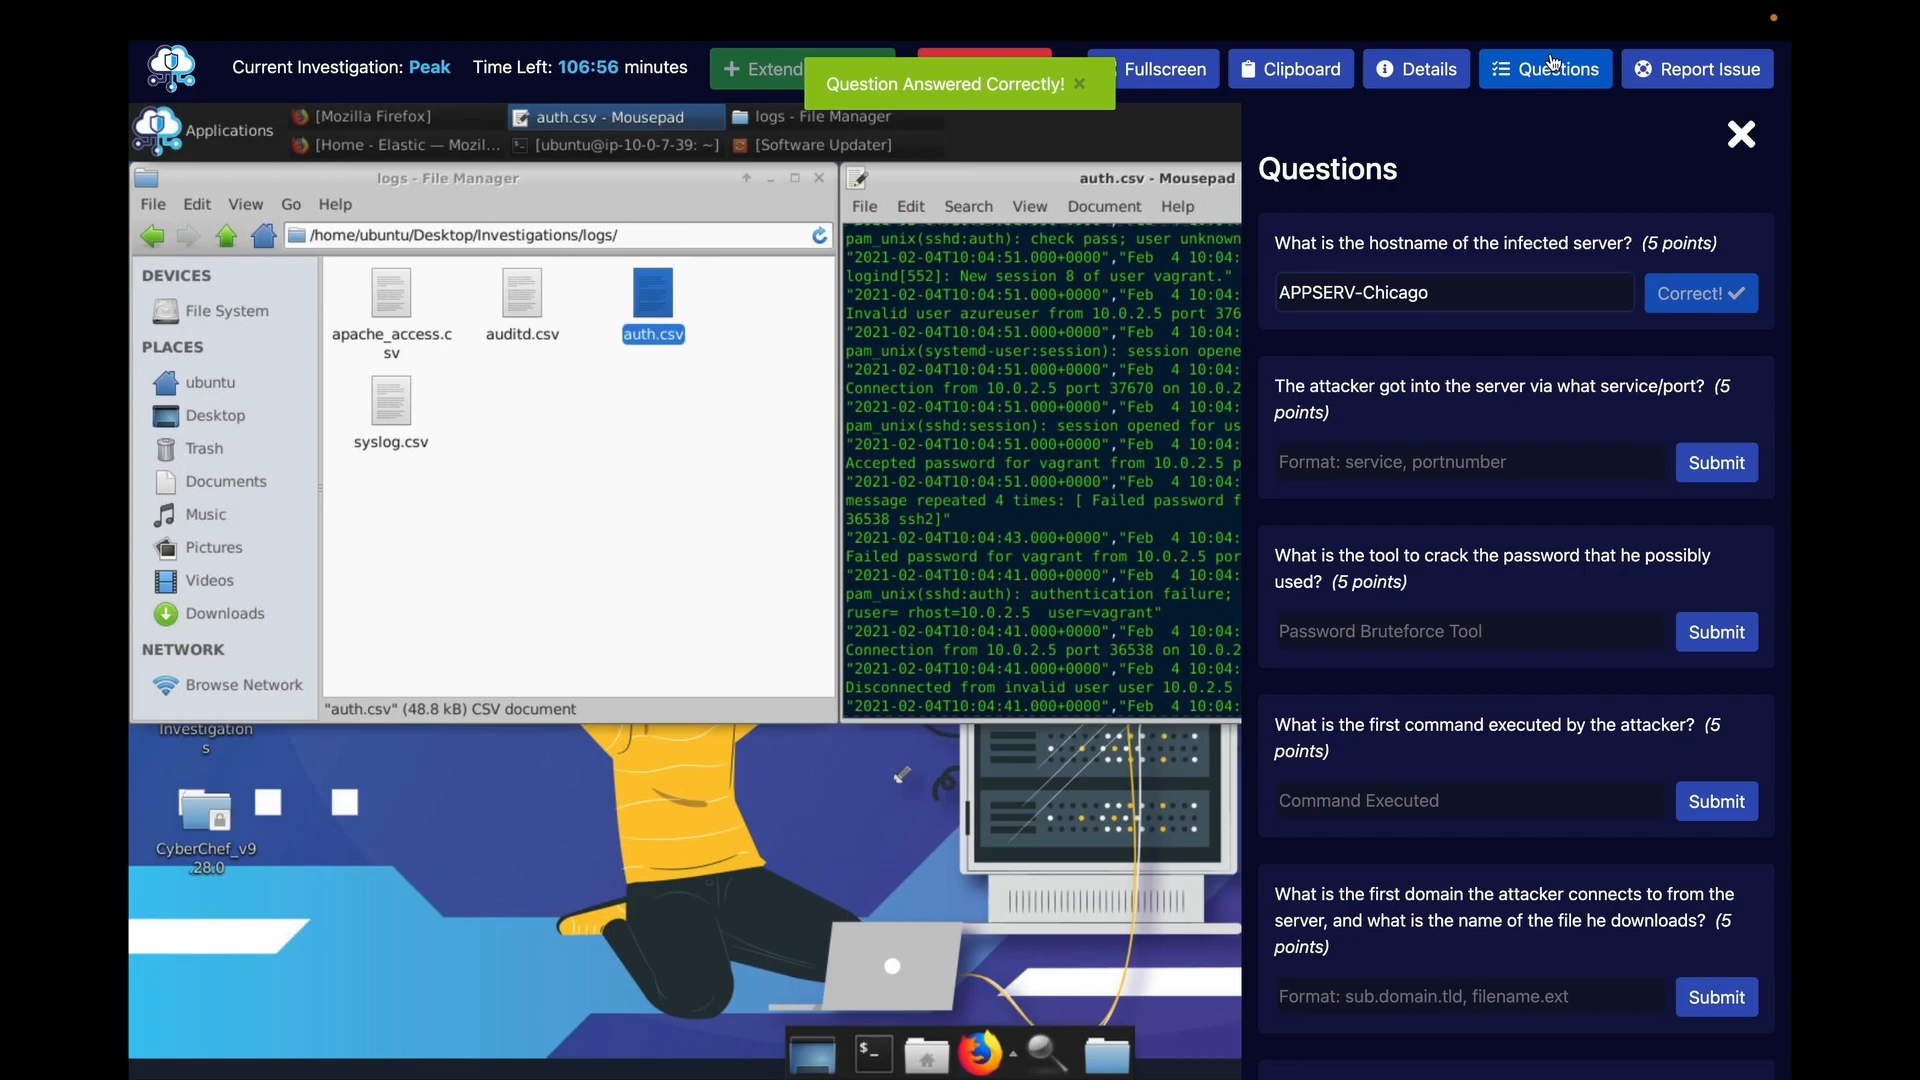 Current Investigation: Peak
Time Left: 106:56 minutes
Extend
Question Answered Correctly! ×
Fullscreen
Clipboard
Details
Questions
Report Issue
Applications
[Mozilla Firefox]
auth.csv - Mousepad
logs - File Manager
[Home - Elastic — Mozil...
[ubuntu@ip-10-0-7-39: ~]
[Software Updater]
logs - File Manager
File Edit View Go Help
/home/ubuntu/Desktop/Investigations/logs/
DEVICES
File System
PLACES
ubuntu
Desktop
Trash
Documents
Music
Pictures
Videos
Downloads
NETWORK
Browse Network
apache_access.c
sv
auditd.csv
auth.csv
syslog.csv
"auth.csv" (48.8 kB) CSV document
auth.csv - Mousepad
File Edit Search View Document Help
pam_unix(sshd:auth): check pass; user unknown
"2021-02-04T10:04:51.000+0000","Feb  4 10:04:
logind[552]: New session 8 of user vagrant."
"2021-02-04T10:04:51.000+0000","Feb  4 10:04:
Invalid user azureuser from 10.0.2.5 port 376
"2021-02-04T10:04:51.000+0000","Feb  4 10:04:
pam_unix(systemd-user:session): session opene
"2021-02-04T10:04:51.000+0000","Feb  4 10:04:
Connection from 10.0.2.5 port 37670 on 10.0.2
"2021-02-04T10:04:51.000+0000","Feb  4 10:04:
pam_unix(sshd:session): session opened for us
"2021-02-04T10:04:51.000+0000","Feb  4 10:04:
Accepted password for vagrant from 10.0.2.5 p
"2021-02-04T10:04:51.000+0000","Feb  4 10:04:
message repeated 4 times: [ Failed password f
36538 ssh2]"
"2021-02-04T10:04:43.000+0000","Feb  4 10:04:
Failed password for vagrant from 10.0.2.5 por
"2021-02-04T10:04:41.000+0000","Feb  4 10:04:
pam_unix(sshd:auth): authentication failure;
ruser= rhost=10.0.2.5  user=vagrant"
"2021-02-04T10:04:41.000+0000","Feb  4 10:04:
Connection from 10.0.2.5 port 36538 on 10.0.2
"2021-02-04T10:04:41.000+0000","Feb  4 10:04:
Disconnected from invalid user user 10.0.2.5
"2021-02-04T10:04:41.000+0000","Feb  4 10:04:
Investigation
s
CyberChef_v9
.28.0
Questions
What is the hostname of the infected server? (5 points)
APPSERV-Chicago
Correct!
The attacker got into the server via what service/port? (5
points)
Format: service, portnumber
Submit
What is the tool to crack the password that he possibly
used? (5 points)
Password Bruteforce Tool
Submit
What is the first command executed by the attacker? (5
points)
Command Executed
Submit
What is the first domain the attacker connects to from the
server, and what is the name of the file he downloads? (5
points)
Format: sub.domain.tld, filename.ext
Submit